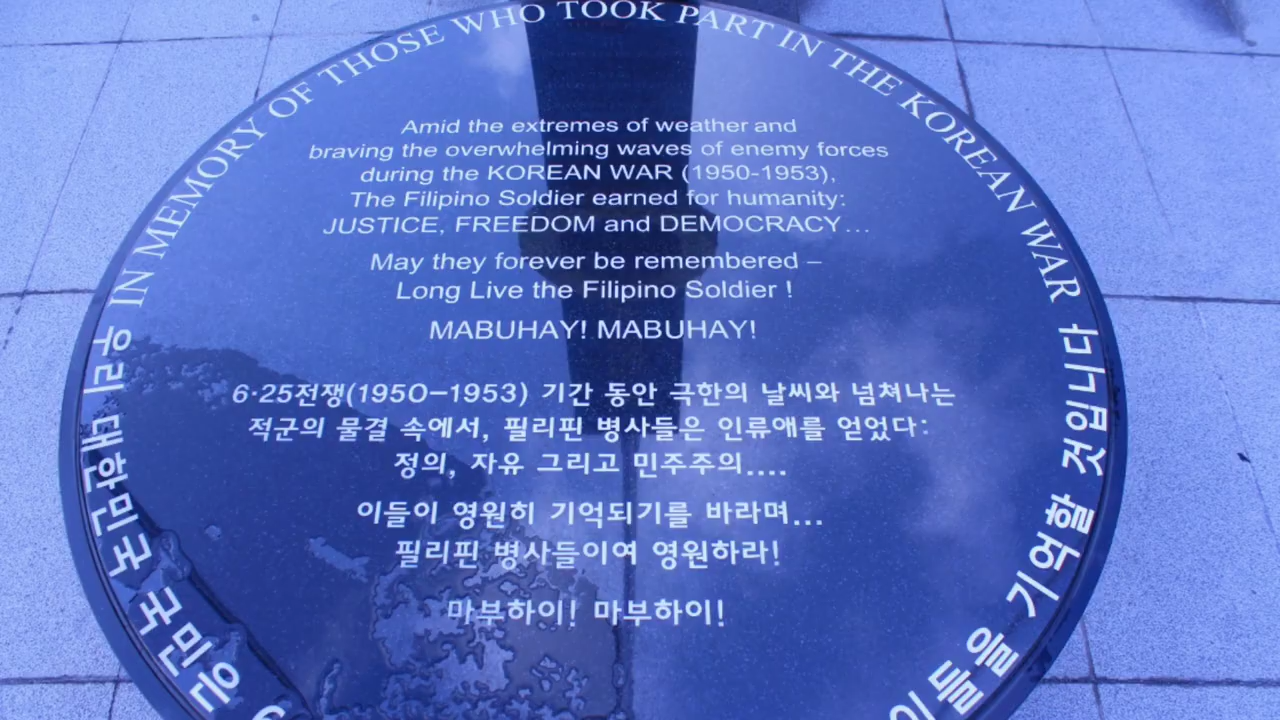 IN MEMORY OF THOSE WHO TOOK PART IN THE KOREAN WAR
Amid the extremes of weather and
braving the overwhelming waves of enemy forces
during the KOREAN WAR (1950-1953),
The Filipino Soldier earned for humanity:
JUSTICE, FREEDOM and DEMOCRACY...
May they forever be remembered –
Long Live the Filipino Soldier !
MABUHAY! MABUHAY!
6·25전쟁(1950-1953) 기간 동안 극한의 날씨와 넘쳐나는
적군의 물결 속에서, 필리핀 병사들은 인류애를 얻었다:
정의, 자유 그리고 민주주의....
이들이 영원히 기억되기를 바라며...
필리핀 병사들이여 영원하라!
마부하이! 마부하이!
우리 대한민국 국민은 6
이들을 기억할 것입니다